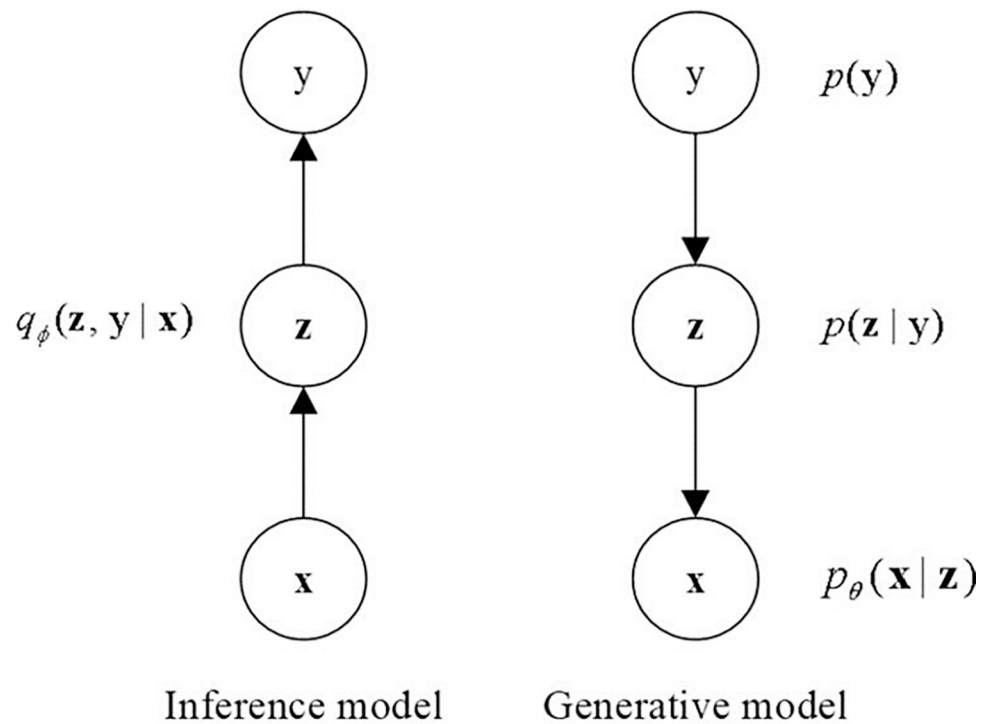 y y p(y)
q_ϕ(z, y | x) z z p(z | y)
x x p_θ(x | z)
Inference model Generative model